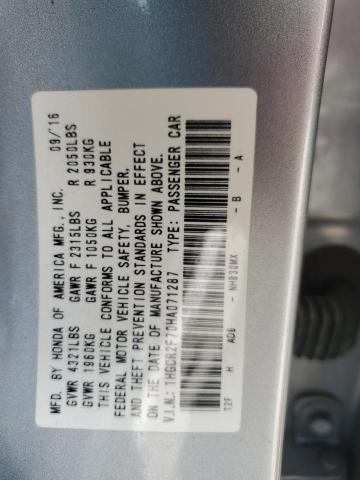 MFD. BY HONDA OF AMERICA MFG., INC. 09/16
GVWR 4321LBS GAWR F 2315LBS R 2050LBS
GVWR 1960KG GAWR F 1050KG R 930KG
THIS VEHICLE CONFORMS TO ALL APPLICABLE
FEDERAL MOTOR VEHICLE SAFETY, BUMPER,
AND THEFT PREVENTION STANDARDS IN EFFECT
ON THE DATE OF MANUFACTURE SHOWN ABOVE.
V.I.N.: 1HGCR2F70HA071287 TYPE: PASSENGER CAR
T2F H AD6 - NH830MX - B - A